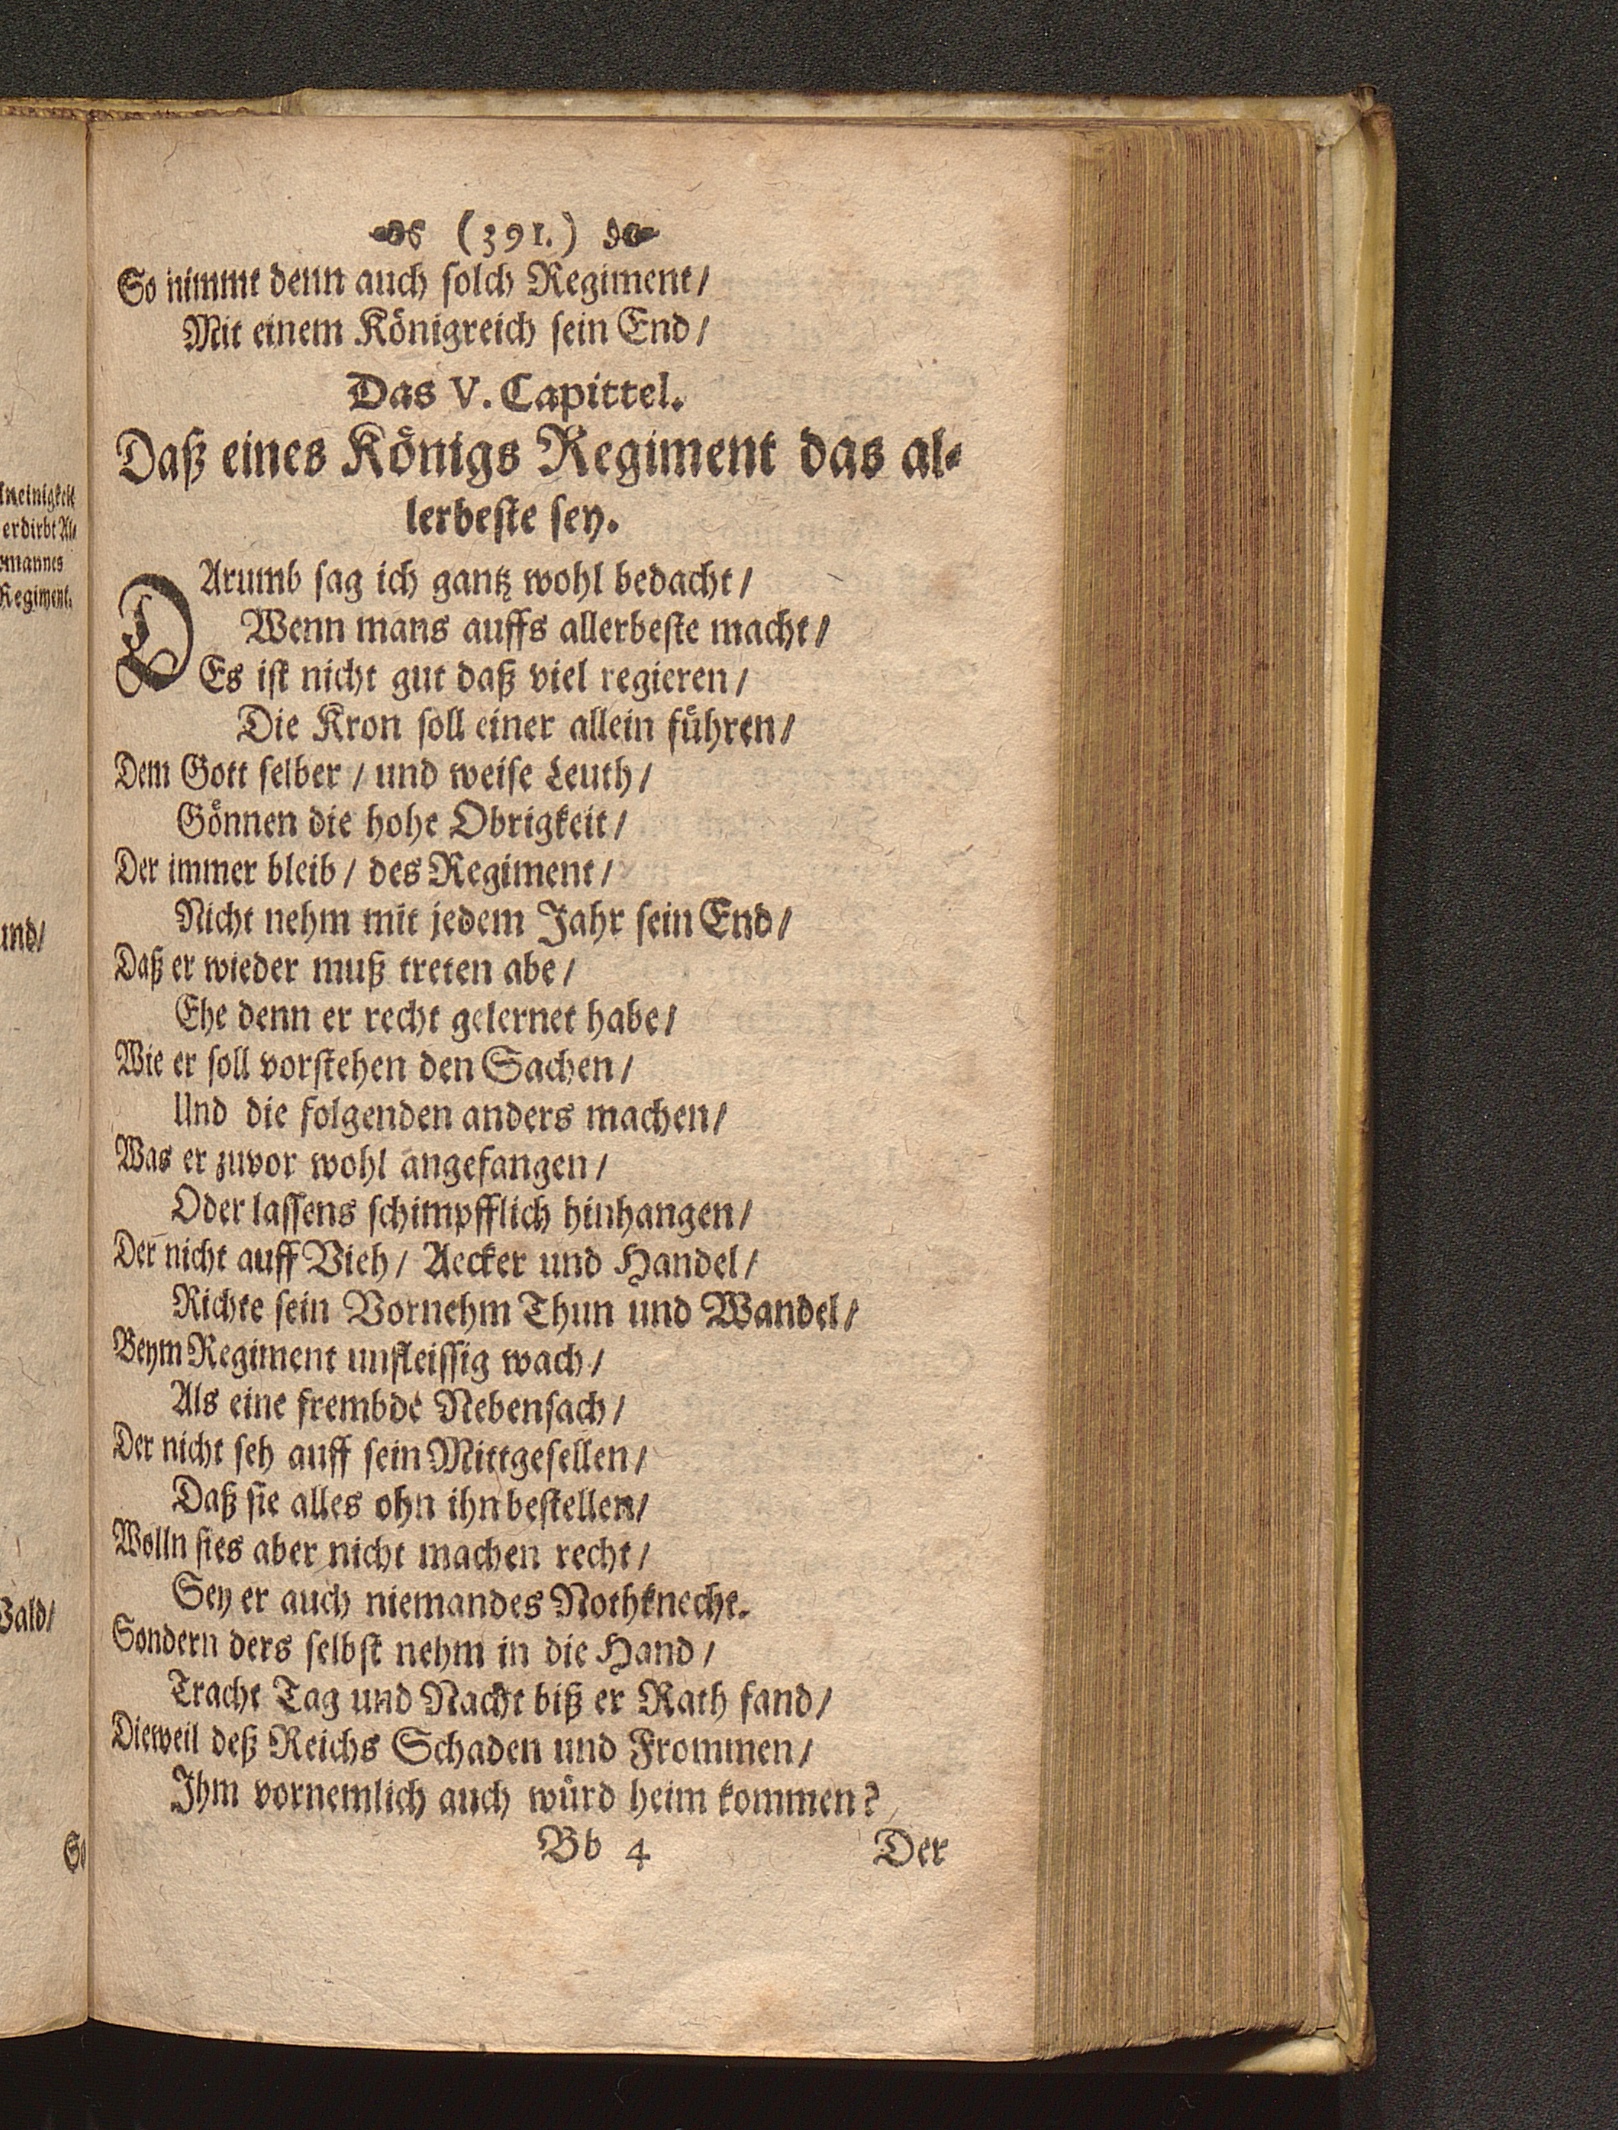 (391.)
So nimmt denn auch solch Regiment/
Mit einem Königreich sein End/
Das V. Capittel.
Daß eines Königs Regiment das al-
lerbeste sey.
DArumb sag ich gantz wohl bedacht/
Wenn mans auffs allerbeste macht/
Es ist nicht gut daß viel regieren/
Die Kron soll einer allein führen/
Dem Gott selber / und weise Leuth/
Gönnen die hohe Obrigkeit/
Der immer bleib / des Regiment/
Nicht nehm mit jedem Jahr sein End/
Daß er wieder muß treten abe/
Ehe denn er recht gelernet habe/
Wie er soll vorstehen den Sachen/
Und die folgenden anders machen/
Was er zuvor wohl angefangen/
Oder lassens schimpfflich hinhangen/
Der nicht auff Vieh/ Aecker und Handel/
Richte sein Vornehm Thun und Wandel/
Beym Regiment unfleissig wach/
Als eine frembde Nebensach/
Der nicht seh auff sein Mittgesellen/
Daß sie alles ohn ihn bestellen/
Wolln sies aber nicht machen recht/
Sey er auch niemandes Nothknecht.
Sondern ders selbst nehm in die Hand/
Tracht Tag und Nacht biß er Rath fand/
Dieweil deß Reichs Schaden und Frommen/
Ihm vornemlich auch würd heim kommen?
Bb 4 Der